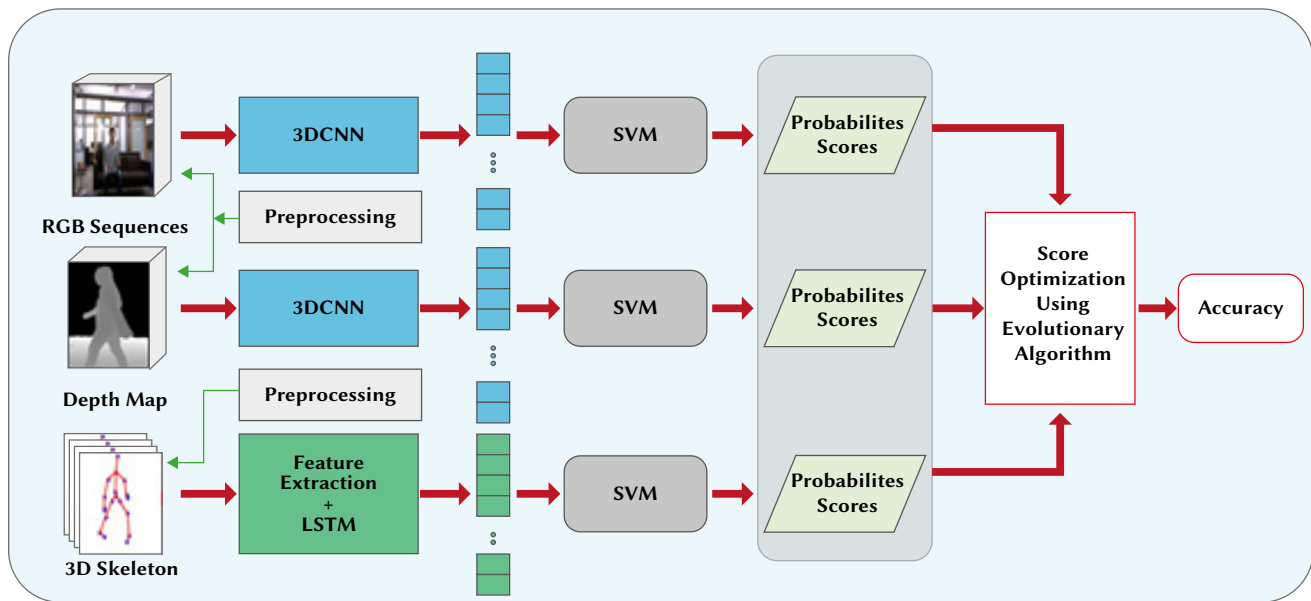 3DCNN
SVM
Probabilites
Scores
RGB Sequences
Preprocessing
3DCNN
SVM
Probabilites
Scores
Score
Optimization
Using
Evolutionary
Algorithm
Accuracy
Depth Map
Preprocessing
Feature
Extraction
+
LSTM
SVM
Probabilites
Scores
3D Skeleton